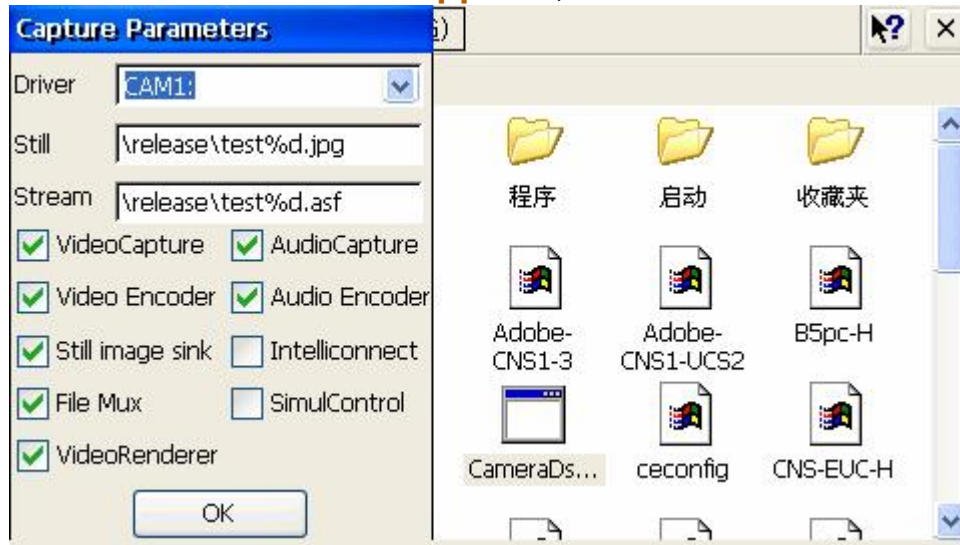 Capture Parameters
)
?
Driver
CAM1:
Still
\release\test%d.jpg
Stream
\release\test%d.asf
VideoCapture
AudioCapture
Video Encoder
Audio Encoder
Still image sink
Intelliconnect
File Mux
SimulControl
VideoRenderer
OK
程序
启动
收藏夹
Adobe-
CNS1-3
Adobe-
CNS1-UCS2
B5pc-H
CameraDs...
ceconfig
CNS-EUC-H